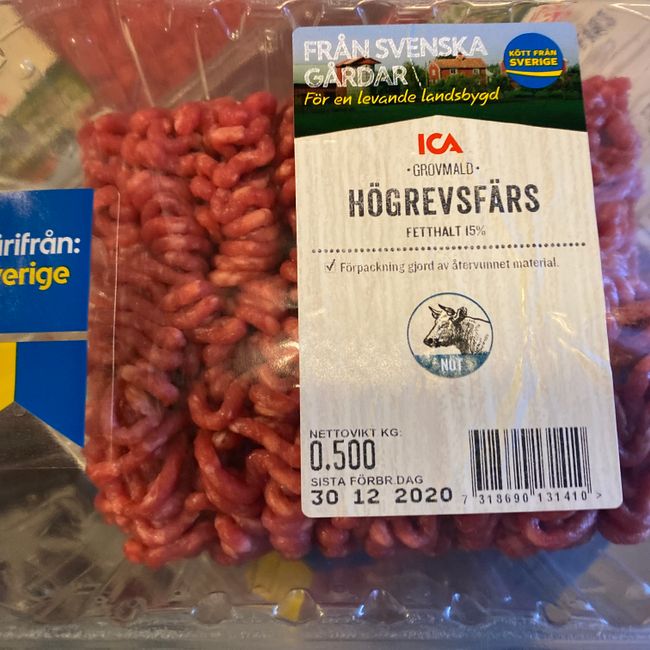 FRÅN SVENSKA
GÅRDAR
För en levande landsbygd
KÖTT FRÅN
SVERIGE
ICA
•GROVMALD•
HÖGREVSFÄRS
FETTHALT 15%
Förpackning gjord av återvunnet material.
NÖT
NETTOVIKT KG:
0.500
SISTA FÖRBR.DAG
30 12 2020
7 318690 131410 >
ärifrån:
verige